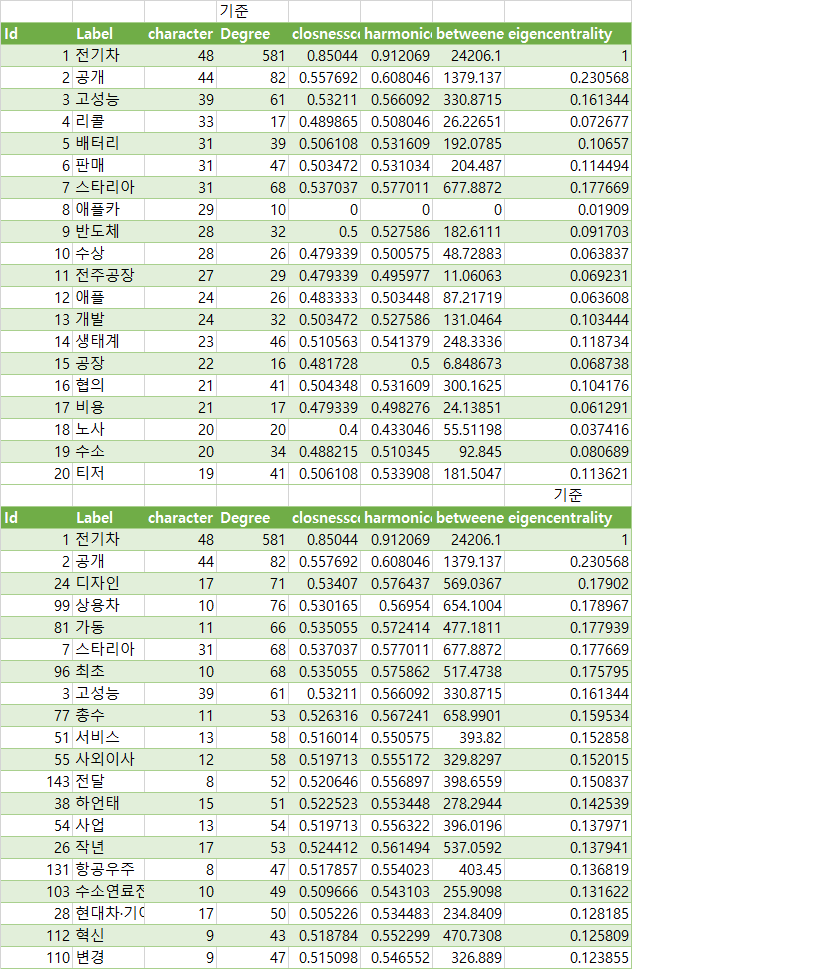 기준
Id Label character Degree closnessce harmonicc betweene eigencentrality
1 전기차 48 581 0.85044 0.912069 24206.1 1
2 공개 44 82 0.557692 0.608046 1379.137 0.230568
3 고성능 39 61 0.53211 0.566092 330.8715 0.161344
4 리콜 33 17 0.489865 0.508046 26.22651 0.072677
5 배터리 31 39 0.506108 0.531609 192.0785 0.10657
6 판매 31 47 0.503472 0.531034 204.487 0.114494
7 스타리아 31 68 0.537037 0.577011 677.8872 0.177669
8 애플카 29 10 0 0 0 0.01909
9 반도체 28 32 0.5 0.527586 182.6111 0.091703
10 수상 28 26 0.479339 0.500575 48.72883 0.063837
11 전주공장 27 29 0.479339 0.495977 11.06063 0.069231
12 애플 24 26 0.483333 0.503448 87.21719 0.063608
13 개발 24 32 0.503472 0.527586 131.0464 0.103444
14 생태계 23 46 0.510563 0.541379 248.3336 0.118734
15 공장 22 16 0.481728 0.5 6.848673 0.068738
16 협의 21 41 0.504348 0.531609 300.1625 0.104176
17 비용 21 17 0.479339 0.498276 24.13851 0.061291
18 노사 20 20 0.4 0.433046 55.51198 0.037416
19 수소 20 34 0.488215 0.510345 92.845 0.080689
20 티저 19 41 0.506108 0.533908 181.5047 0.113621
기준
Id Label character Degree closnessce harmonicc betweene eigencentrality
1 전기차 48 581 0.85044 0.912069 24206.1 1
2 공개 44 82 0.557692 0.608046 1379.137 0.230568
24 디자인 17 71 0.53407 0.576437 569.0367 0.17902
99 상용차 10 76 0.530165 0.56954 654.1004 0.178967
81 가동 11 66 0.535055 0.572414 477.1811 0.177939
7 스타리아 31 68 0.537037 0.577011 677.8872 0.177669
96 최초 10 68 0.535055 0.575862 517.4738 0.175795
3 고성능 39 61 0.53211 0.566092 330.8715 0.161344
77 총수 11 53 0.526316 0.567241 658.9901 0.159534
51 서비스 13 58 0.516014 0.550575 393.82 0.152858
55 사외이사 12 58 0.519713 0.555172 329.8297 0.152015
143 전달 8 52 0.520646 0.556897 398.6559 0.150837
38 하언태 15 51 0.522523 0.553448 278.2944 0.142539
54 사업 13 54 0.519713 0.556322 396.0196 0.137971
26 작년 17 53 0.524412 0.561494 537.0592 0.137941
131 항공우주 8 47 0.517857 0.554023 403.45 0.136819
103 수소연료전 10 49 0.509666 0.543103 255.9098 0.131622
28 현대차·기아 17 50 0.505226 0.534483 234.8409 0.128185
112 혁신 9 43 0.518784 0.552299 470.7308 0.125809
110 변경 9 47 0.515098 0.546552 326.889 0.123855